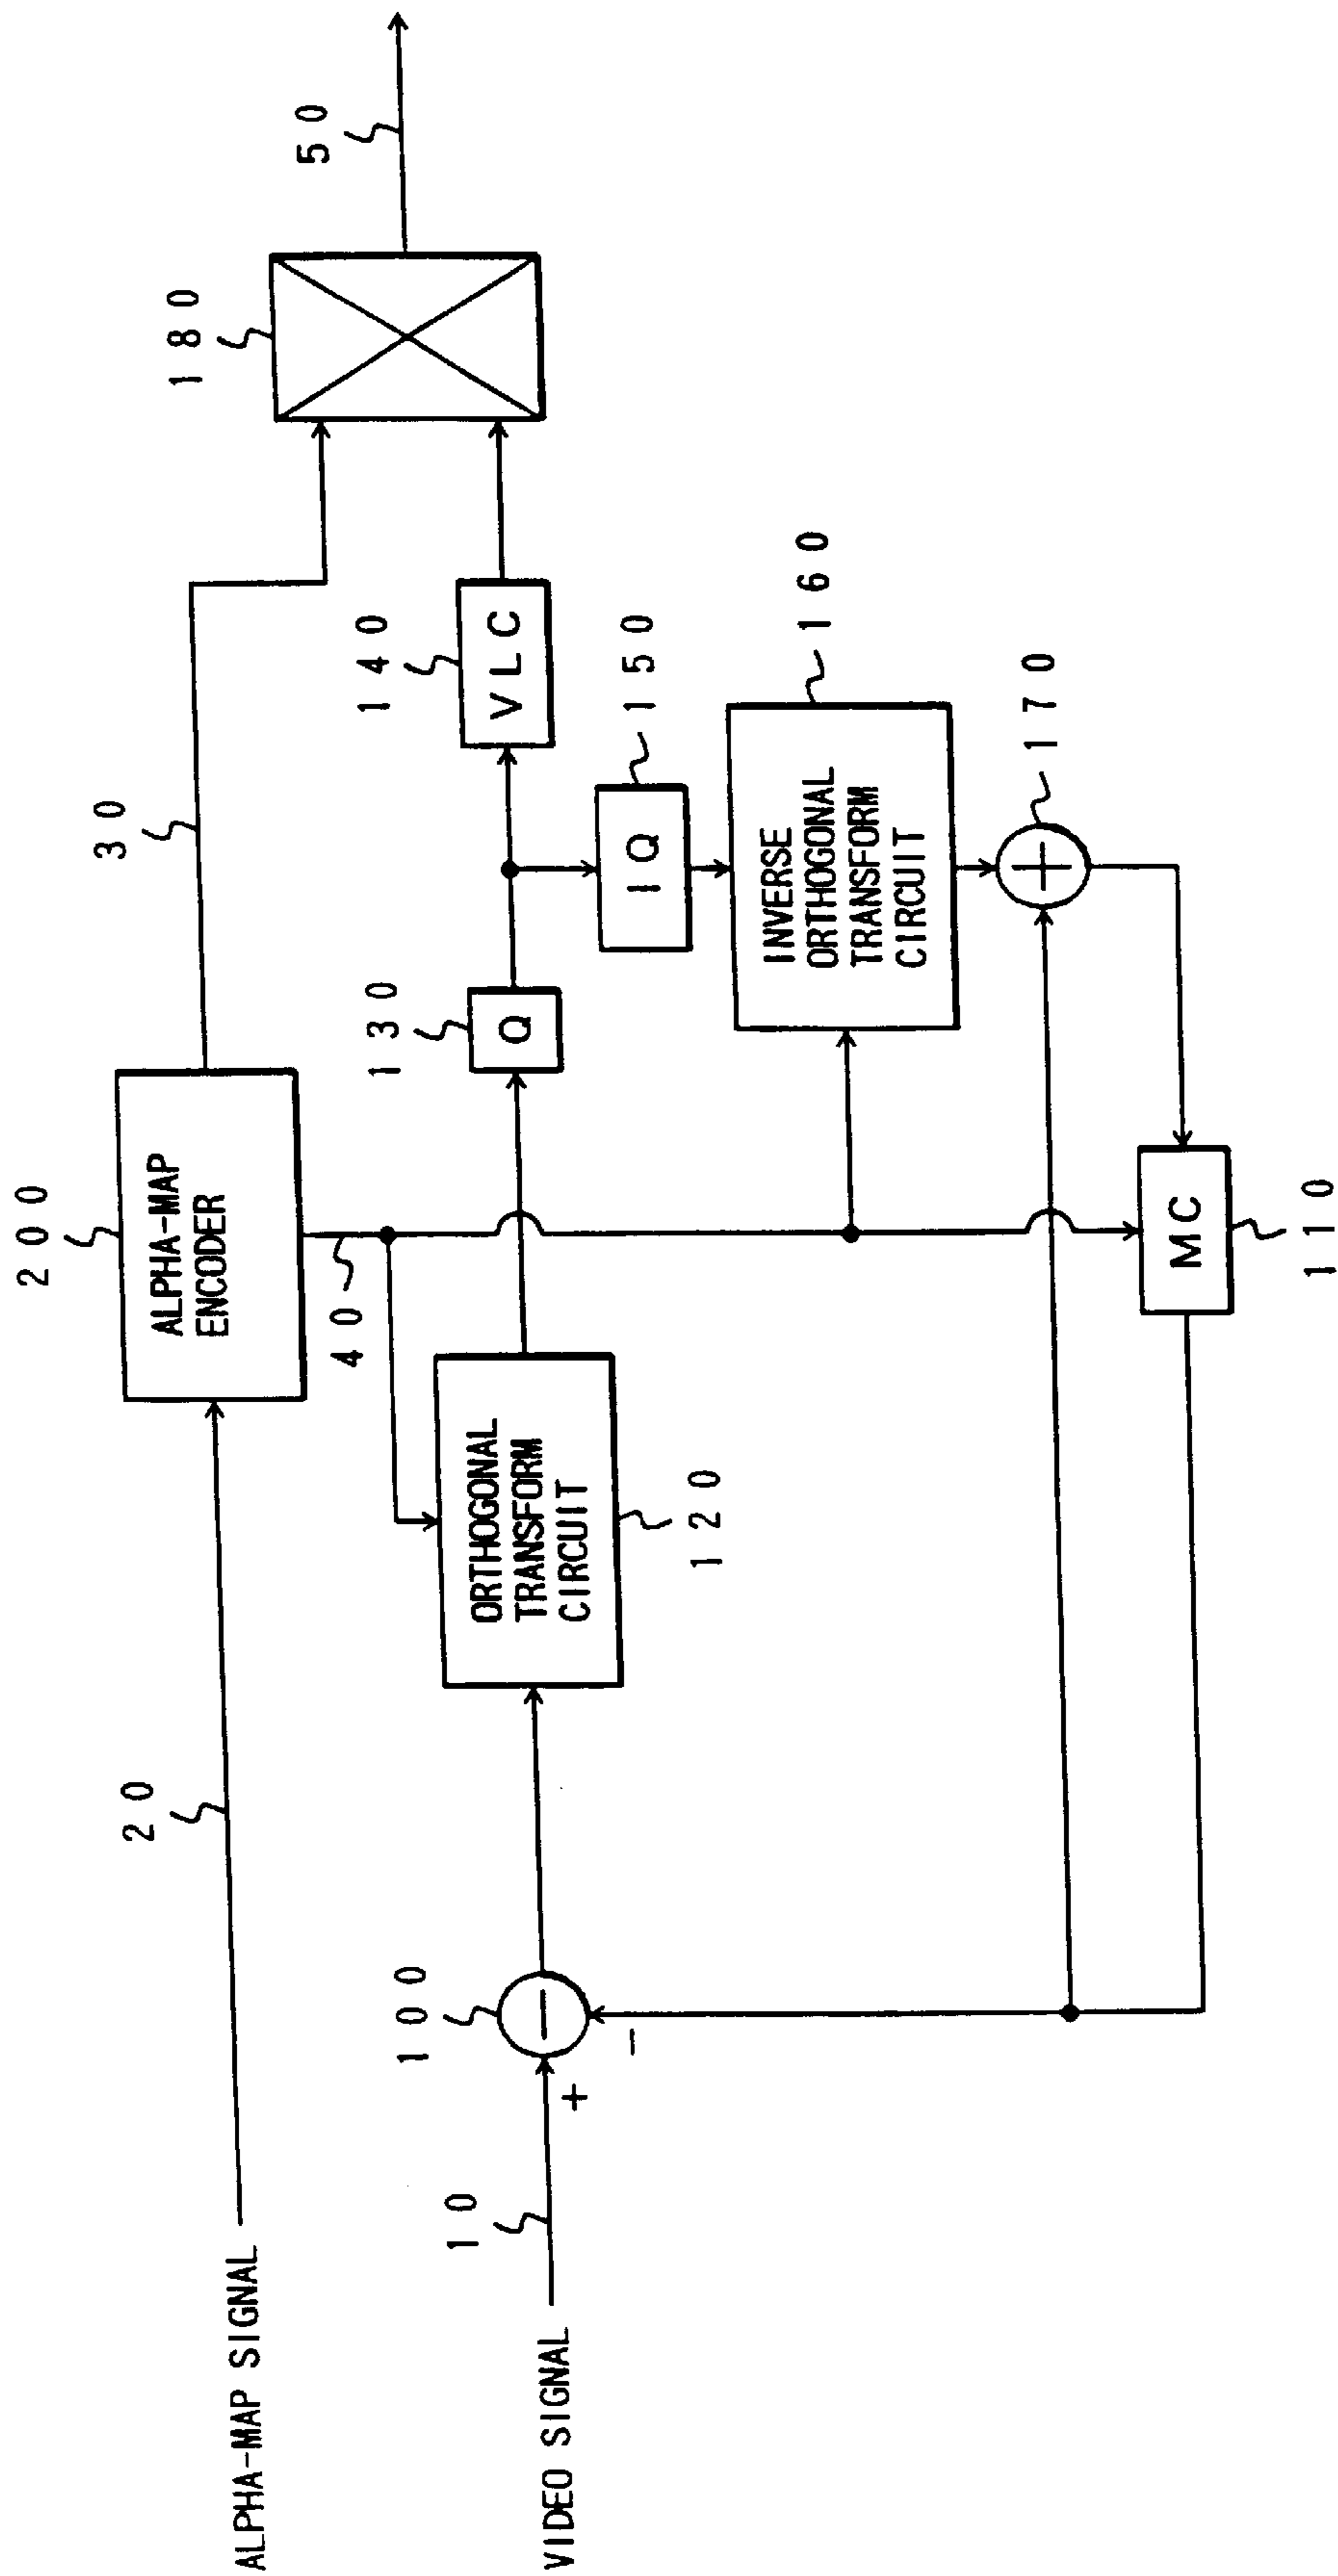 ALPHA-MAP SIGNAL
20
200
ALPHA-MAP
ENCODER
30
180
50
VIDEO SIGNAL
10
+
-
100
ORTHOGONAL
TRANSFORM
CIRCUIT
120
40
130
Q
140
VLC
IQ
150
INVERSE
ORTHOGONAL
TRANSFORM
CIRCUIT
160
170
MC
110